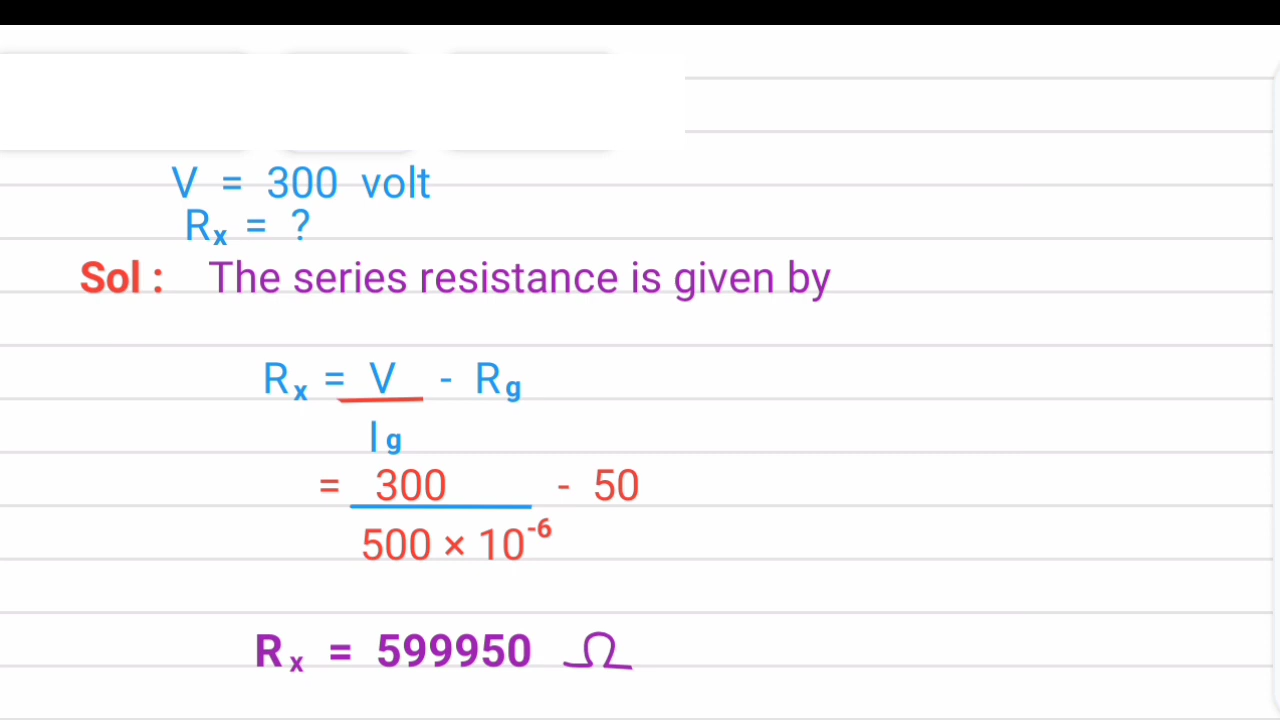 V = 300 volt
Rx = ?
Sol : The series resistance is given by
Rx = V - Rg
Ig
= 300 - 50
500 × 10⁻⁶
Rx = 599950 Ω